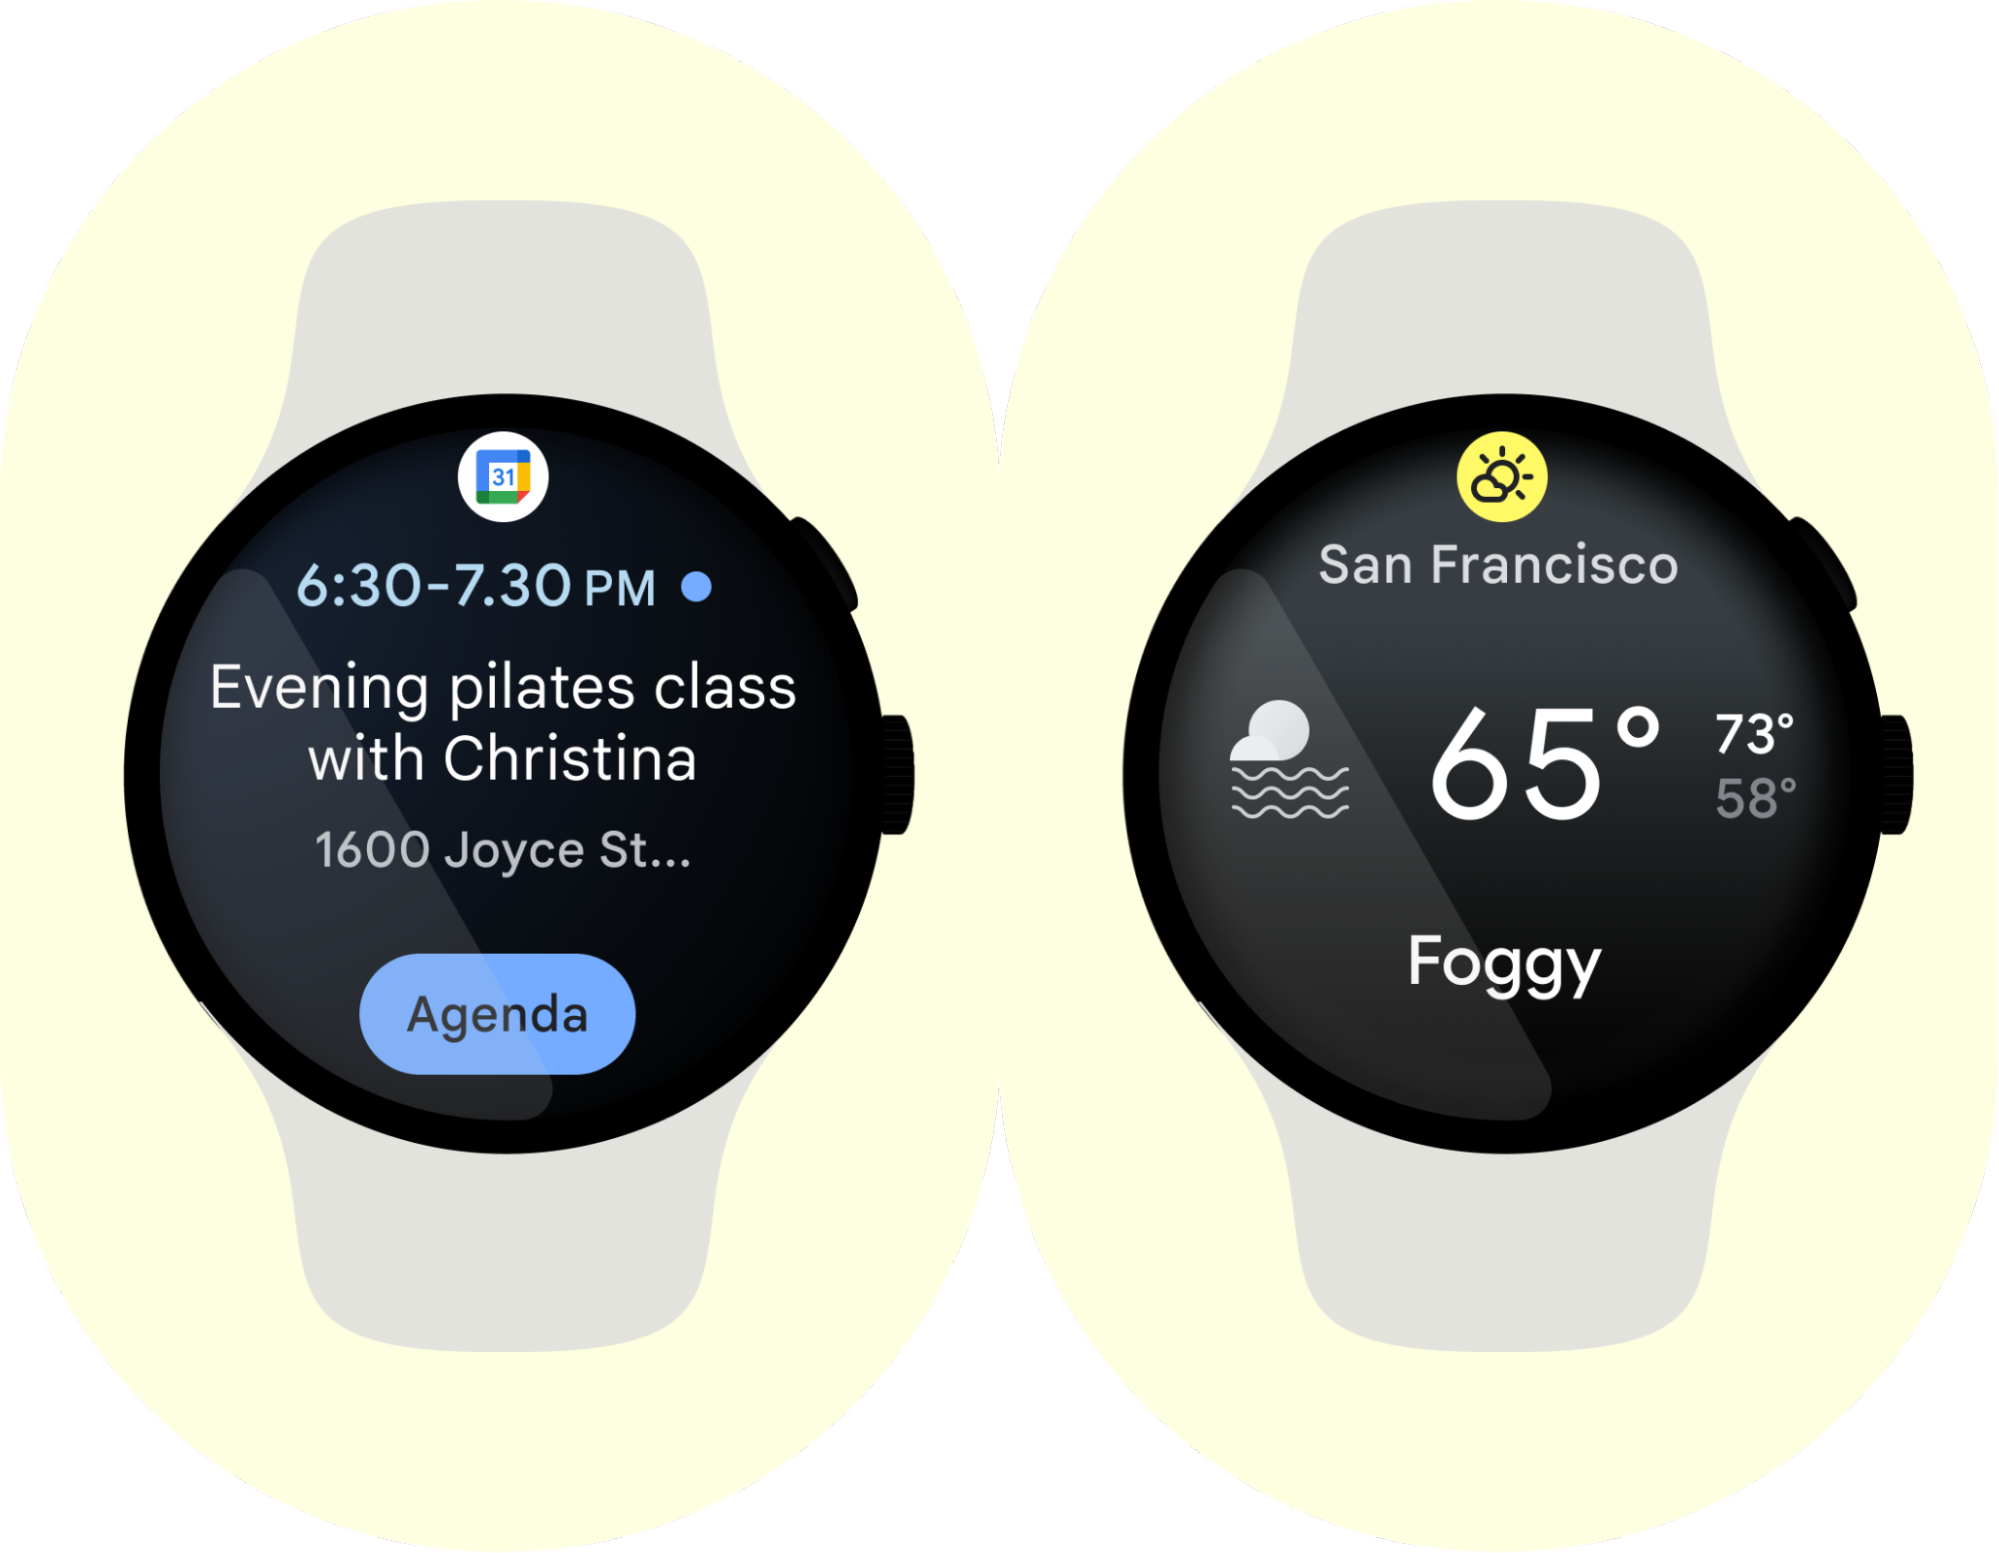 31
6:30-7.30 PM
Evening pilates class
with Christina
1600 Joyce St...
Agenda
San Francisco
65° 73°
58°
Foggy